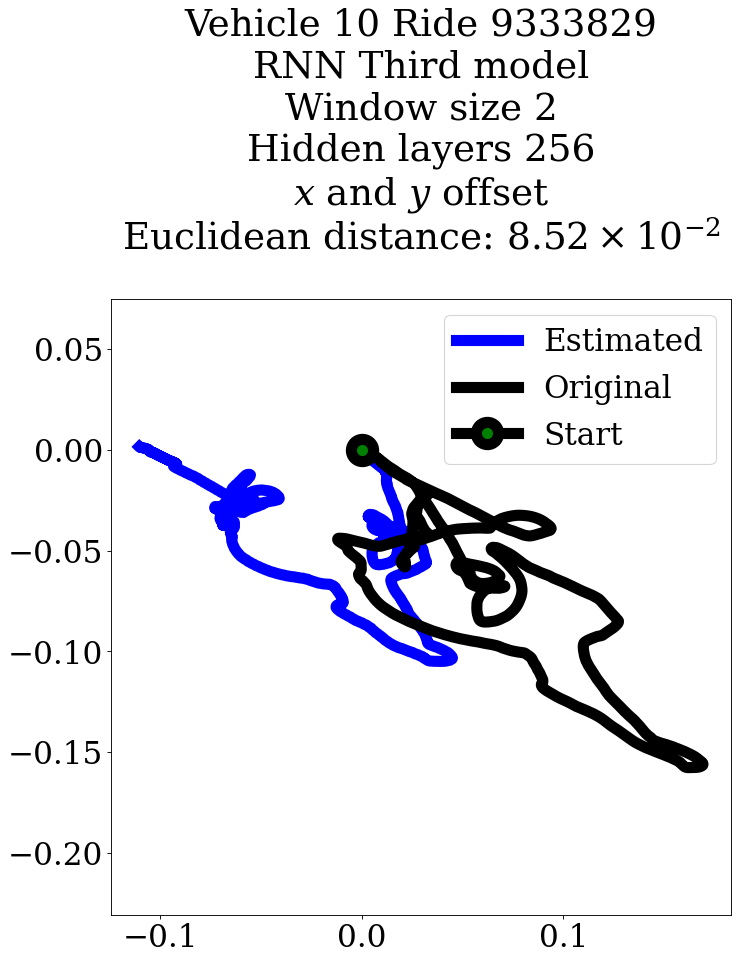 Vehicle 10 Ride 9333829
RNN Third model
Window size 2
Hidden layers 256
x and y offset
Euclidean distance: 8.52 × 10⁻²
Estimated
Original
Start
0.05
0.00
−0.05
−0.10
−0.15
−0.20
−0.1 0.0 0.1